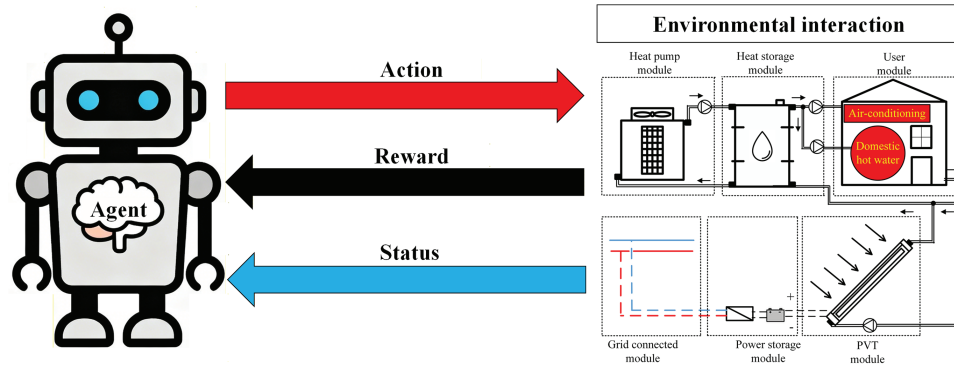 Environmental interaction
Action
Reward
Status
Agent
Heat pump
module
Heat storage
module
User
module
Air-conditioning
Domestic
hot water
+
-
Grid connected
module
Power storage
module
PVT
module